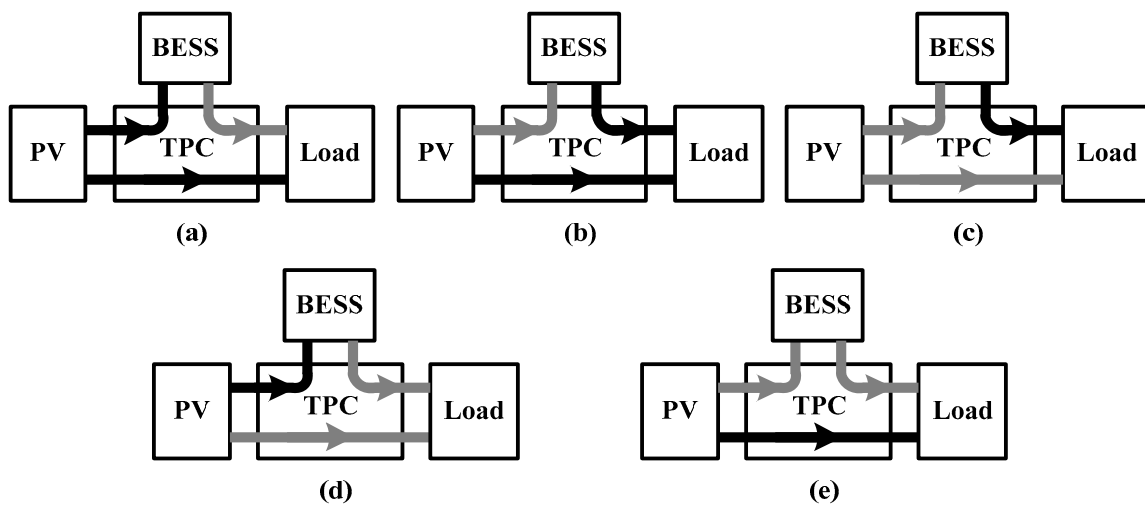 BESS BESS BESS
PV TPC Load PV TPC Load PV TPC Load
(a) (b) (c)
BESS BESS
PV TPC Load PV TPC Load
(d) (e)